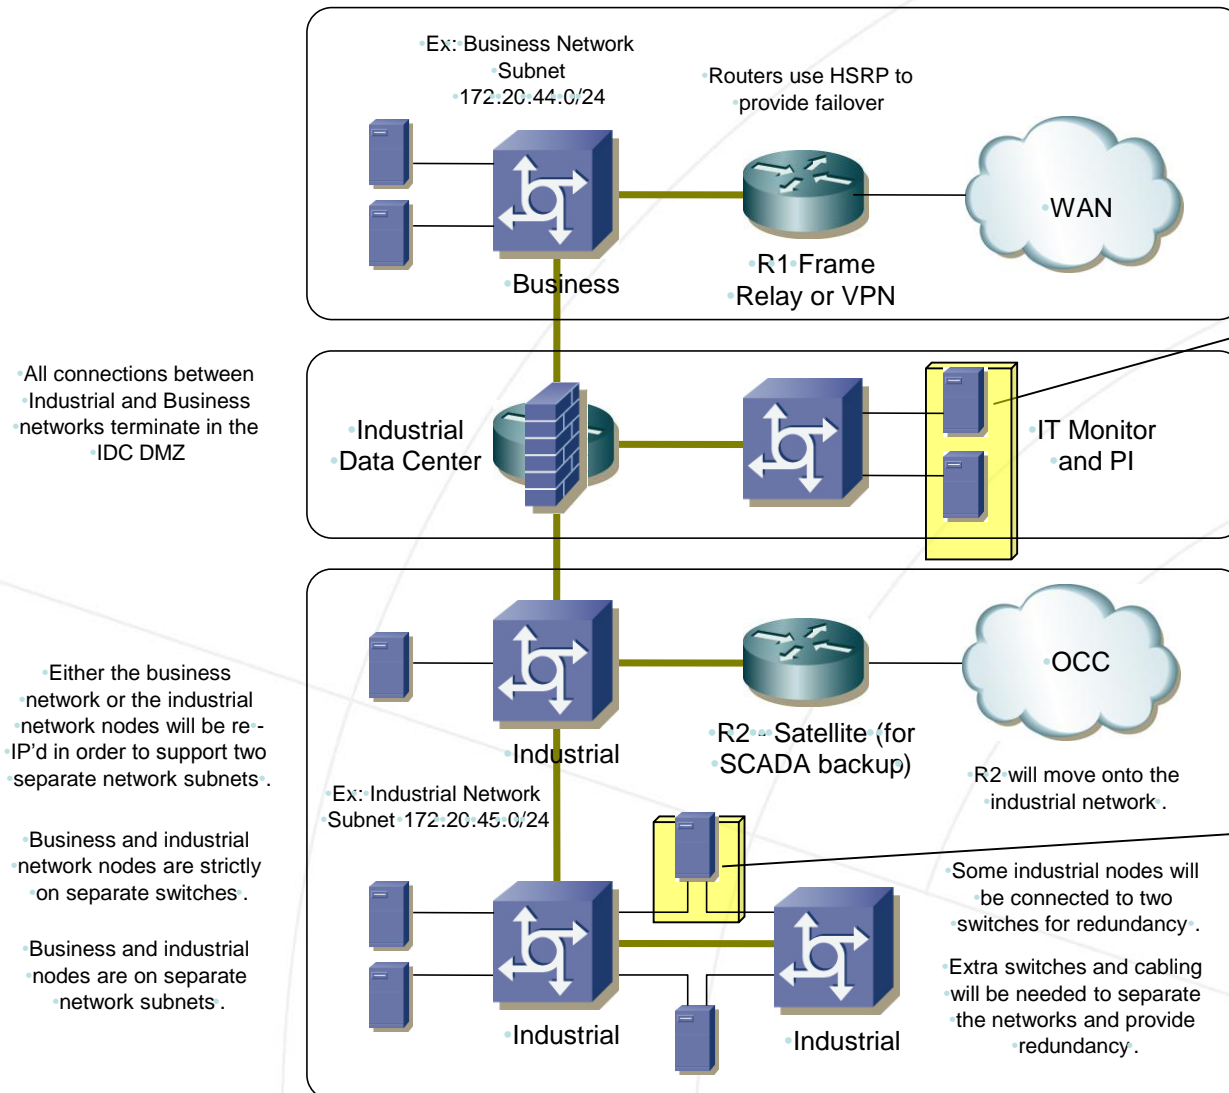 Ex: Business Network
Subnet
172.20.44.0/24
Routers use HSRP to
provide failover
WAN
Business
R1 Frame
Relay or VPN
All connections between
Industrial and Business
networks terminate in the
IDC DMZ
Industrial
Data Center
IT Monitor
and PI
Either the business
network or the industrial
network nodes will be re-
IP'd in order to support two
separate network subnets.
Business and industrial
network nodes are strictly
on separate switches.
Business and industrial
nodes are on separate
network subnets.
Industrial
R2 - Satellite (for
SCADA backup)
OCC
R2 will move onto the
industrial network.
Ex: Industrial Network
Subnet 172.20.45.0/24
Some industrial nodes will
be connected to two
switches for redundancy.
Extra switches and cabling
will be needed to separate
the networks and provide
redundancy.
Industrial
Industrial